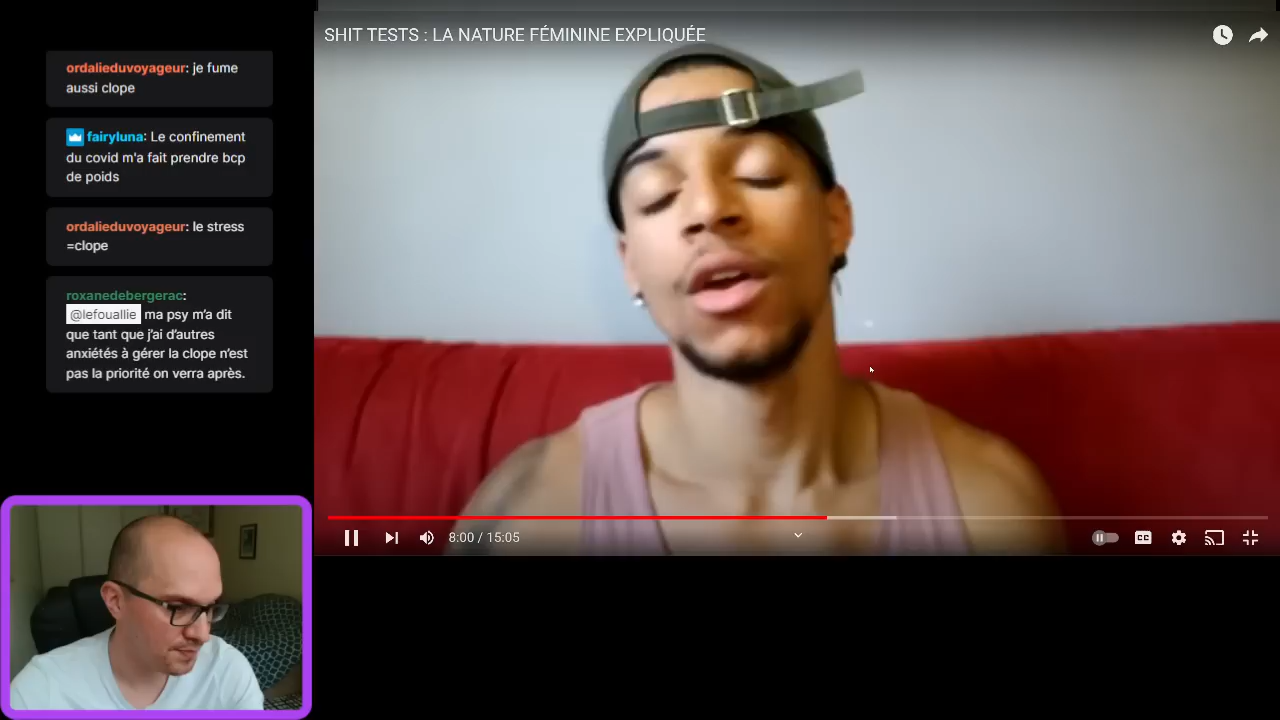 SHIT TESTS : LA NATURE FÉMININE EXPLIQUÉE
ordalieduvoyageur: je fume
aussi clope
fairyluna: Le confinement
du covid m'a fait prendre bcp
de poids
ordalieduvoyageur: le stress
=clope
roxanedebergerac:
@lefouallie ma psy m’a dit
que tant que j’ai d’autres
anxiétés à gérer la clope n’est
pas la priorité on verra après.
8:00 / 15:05
CC